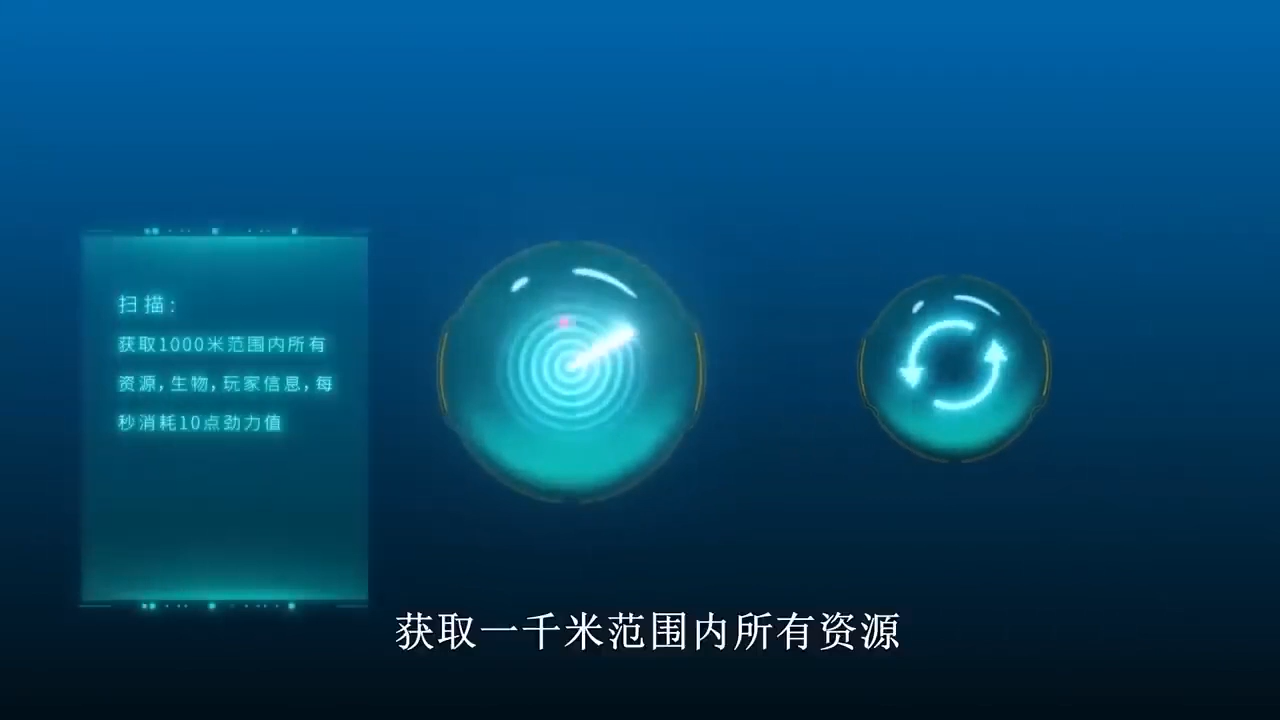 扫描：
获取1000米范围内所有
资源，生物，玩家信息，每
秒消耗10点劲力值
获取一千米范围内所有资源